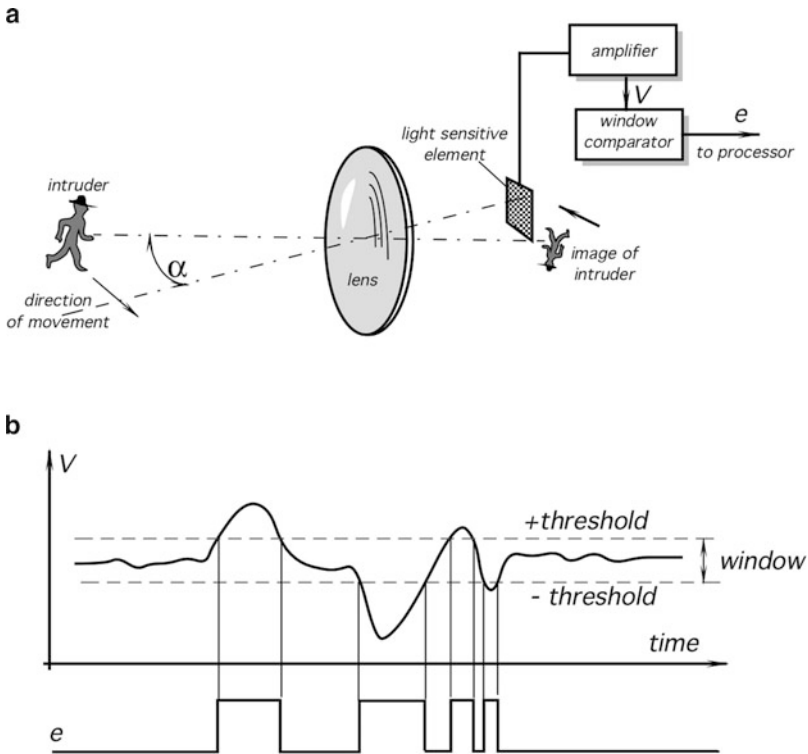 a
amplifier
V
window
comparator
e
to processor
light sensitive
element
intruder
α
lens
image of
intruder
direction
of movement
b
V
+threshold
window
- threshold
time
e